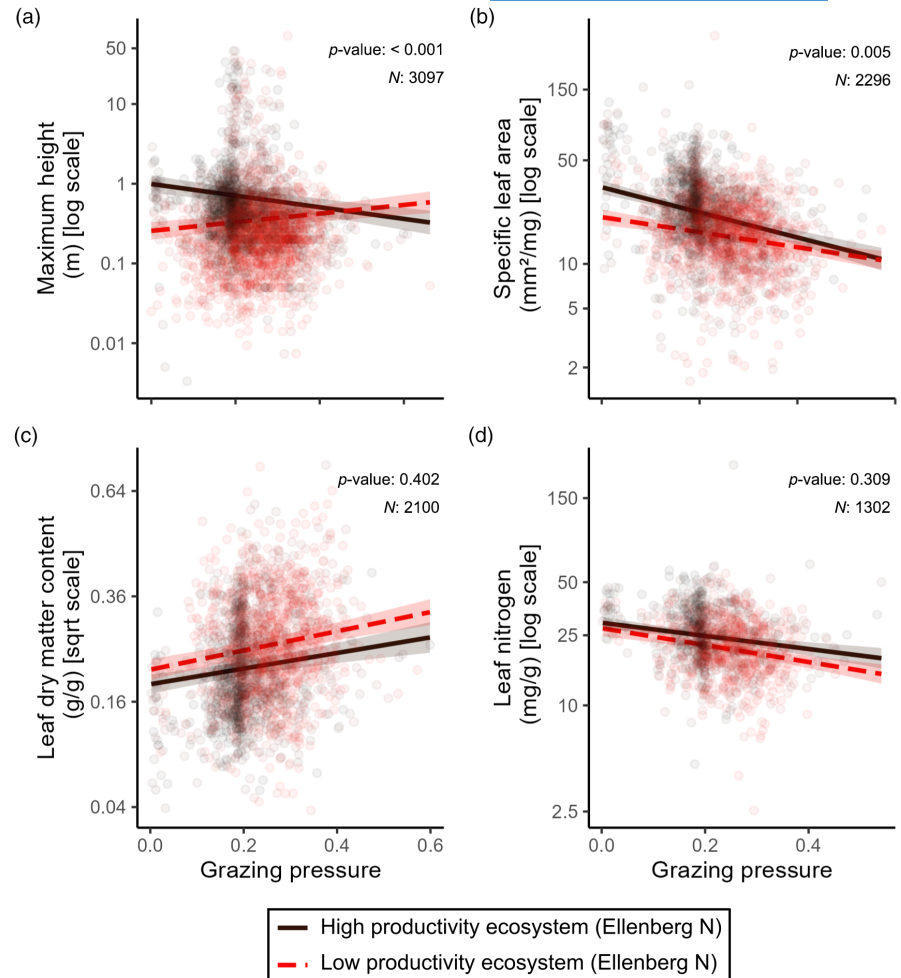 (a)
p-value: < 0.001
N: 3097
50
10
1
0.1
0.01
Maximum height
(m) [log scale]
(b)
p-value: 0.005
N: 2296
150
50
10
5
2
Specific leaf area
(mm²/mg) [log scale]
(c)
p-value: 0.402
N: 2100
0.64
0.36
0.16
0.04
Leaf dry matter content
(g/g) [sqrt scale]
0.0 0.2 0.4 0.6
Grazing pressure
(d)
p-value: 0.309
N: 1302
150
50
25
10
2.5
Leaf nitrogen
(mg/g) [log scale]
0.0 0.2 0.4
Grazing pressure
High productivity ecosystem (Ellenberg N)
Low productivity ecosystem (Ellenberg N)